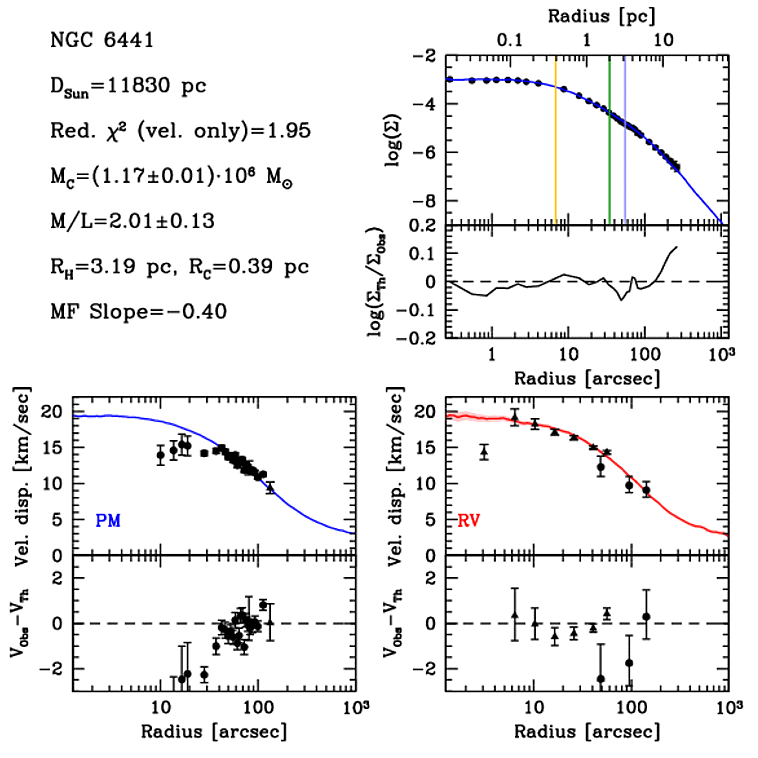 NGC 6441
D_Sun=11830 pc
Red. χ² (vel. only)=1.95
M_C=(1.17±0.01)·10⁶ M_⊙
M/L=2.01±0.13
R_H=3.19 pc, R_C=0.39 pc
MF Slope=−0.40
Radius [pc]
0.1 1 10
log(Σ)
−2
−4
−6
−8
log(Σ_Th/Σ_Obs)
0.2
0.1
0
−0.1
−0.2
1 10 100 10³
Radius [arcsec]
Vel. disp. [km/sec]
20
15
10
5
0
PM
V_Obs−V_Th
2
0
−2
10 100 10³
Radius [arcsec]
Vel. disp. [km/sec]
20
15
10
5
0
RV
V_Obs−V_Th
2
0
−2
10 100 10³
Radius [arcsec]